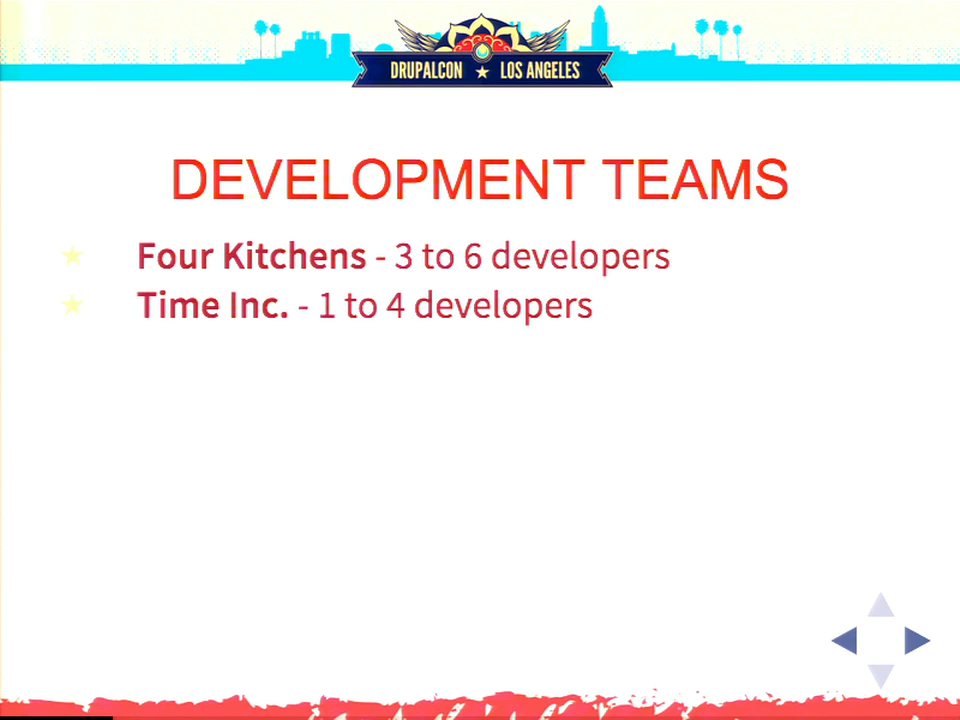 DRUPALCON ★ LOS ANGELES
DEVELOPMENT TEAMS
★ Four Kitchens - 3 to 6 developers
★ Time Inc. - 1 to 4 developers